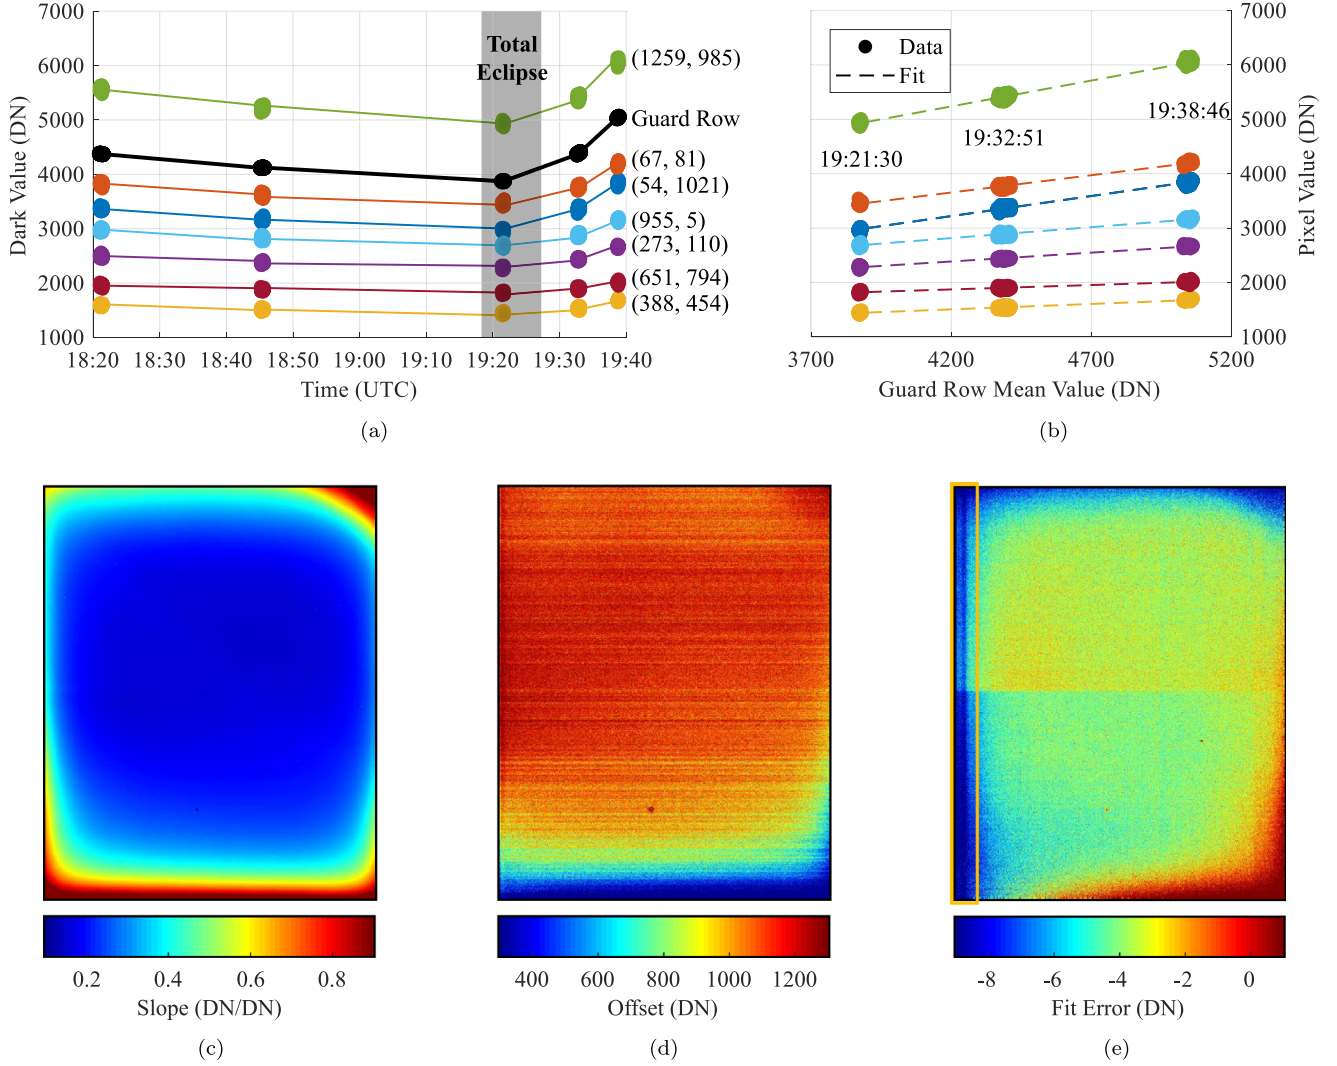 7000
6000
5000
4000
3000
2000
1000
Dark Value (DN)
Total
Eclipse
(1259, 985)
Guard Row
(67, 81)
(54, 1021)
(955, 5)
(273, 110)
(651, 794)
(388, 454)
18:20 18:30 18:40 18:50 19:00 19:10 19:20 19:30 19:40
Time (UTC)
(a)
Data
Fit
19:21:30
19:32:51
19:38:46
7000
6000
5000
4000
3000
2000
1000
Pixel Value (DN)
3700 4200 4700 5200
Guard Row Mean Value (DN)
(b)
0.2 0.4 0.6 0.8
Slope (DN/DN)
(c)
400 600 800 1000 1200
Offset (DN)
(d)
-8 -6 -4 -2 0
Fit Error (DN)
(e)